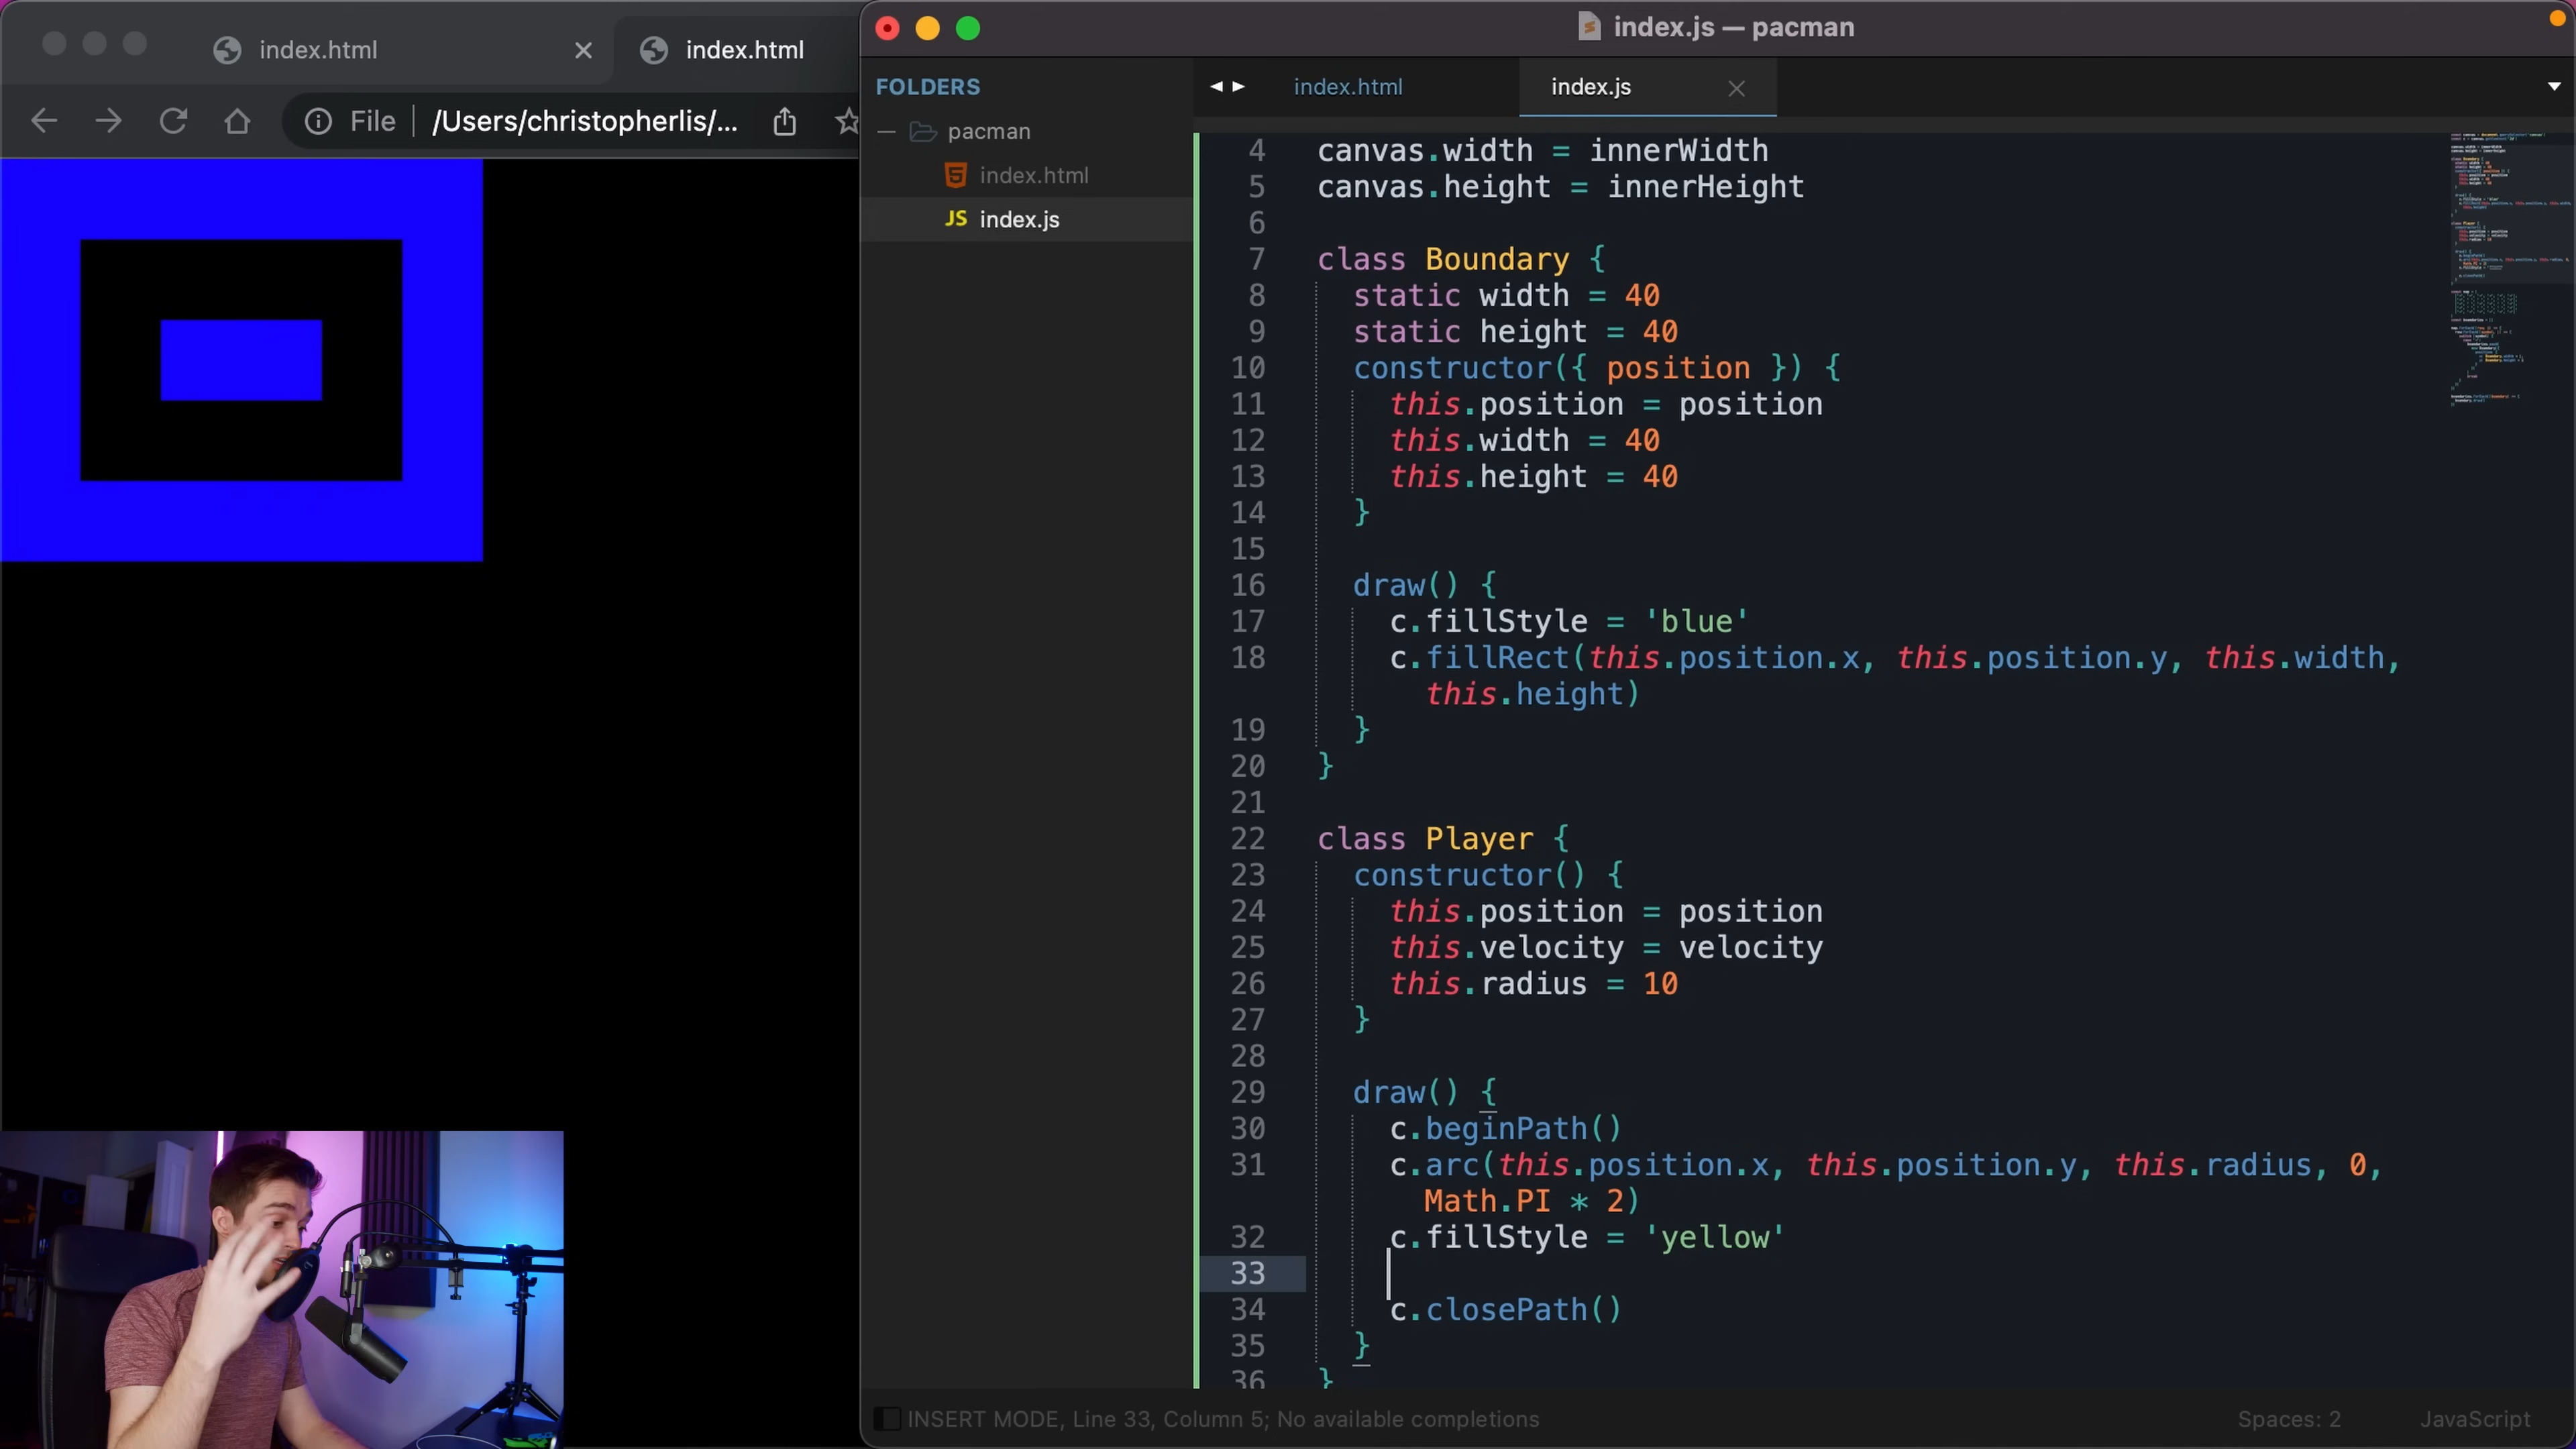 index.html
index.html
File
/Users/christopherlis/...
index.js — pacman
FOLDERS
pacman
index.html
JS index.js
index.html
index.js
4 canvas.width = innerWidth
5 canvas.height = innerHeight
6
7 class Boundary {
8 static width = 40
9 static height = 40
10 constructor({ position }) {
11 this.position = position
12 this.width = 40
13 this.height = 40
14 }
15
16 draw() {
17 c.fillStyle = 'blue'
18 c.fillRect(this.position.x, this.position.y, this.width,
this.height)
19 }
20 }
21
22 class Player {
23 constructor() {
24 this.position = position
25 this.velocity = velocity
26 this.radius = 10
27 }
28
29 draw() {
30 c.beginPath()
31 c.arc(this.position.x, this.position.y, this.radius, 0,
Math.PI * 2)
32 c.fillStyle = 'yellow'
33
34 c.closePath()
35 }
36 }
INSERT MODE, Line 33, Column 5; No available completions
Spaces: 2
JavaScript